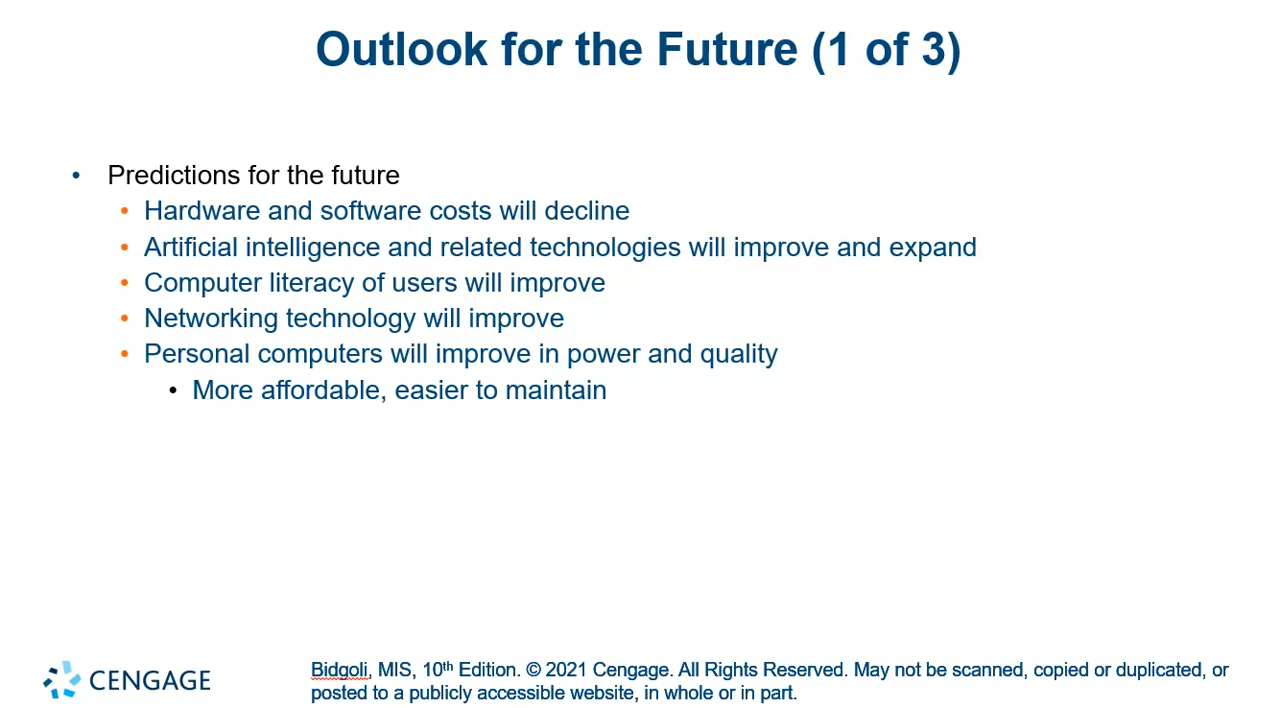 Outlook for the Future (1 of 3)
• Predictions for the future
• Hardware and software costs will decline
• Artificial intelligence and related technologies will improve and expand
• Computer literacy of users will improve
• Networking technology will improve
• Personal computers will improve in power and quality
• More affordable, easier to maintain
CENGAGE
Bidgoli, MIS, 10th Edition. © 2021 Cengage. All Rights Reserved. May not be scanned, copied or duplicated, or
posted to a publicly accessible website, in whole or in part.